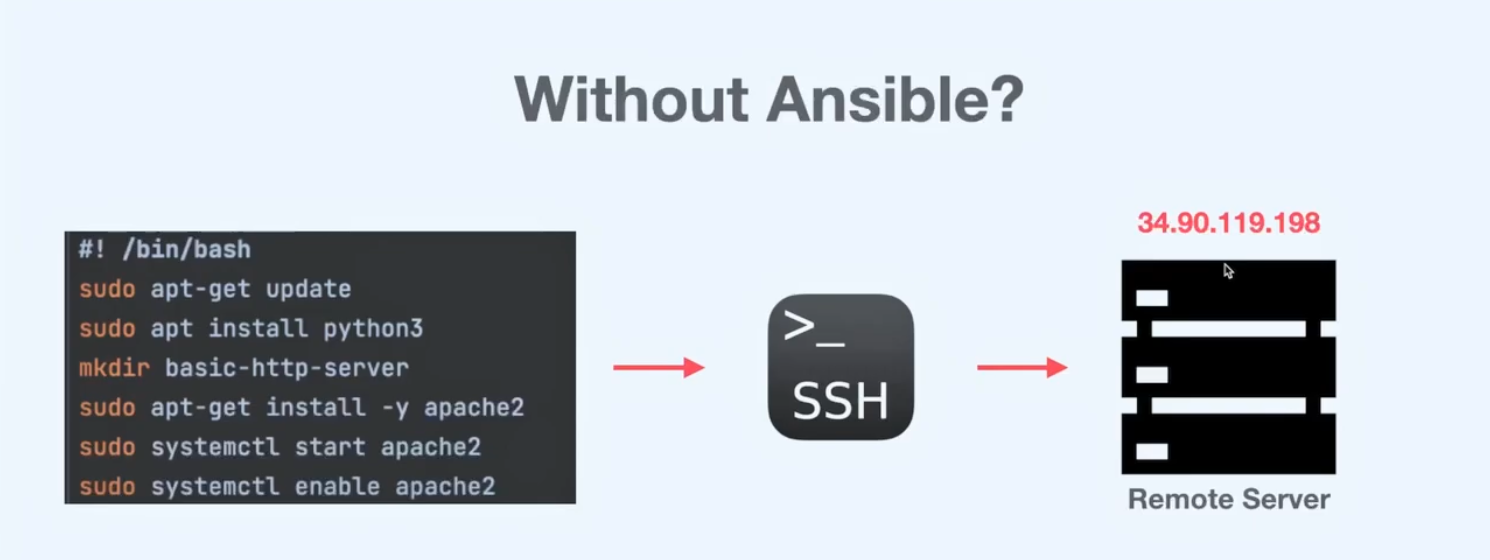 Without Ansible?
#! /bin/bash
sudo apt-get update
sudo apt install python3
mkdir basic-http-server
sudo apt-get install -y apache2
sudo systemctl start apache2
sudo systemctl enable apache2
>_
SSH
34.90.119.198
Remote Server